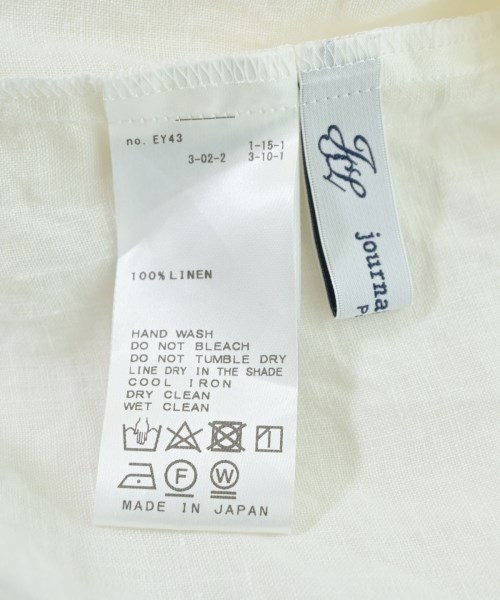 no. EY43
1-15-1
3-02-2 3-10-1
100% LINEN
HAND WASH
DO NOT BLEACH
DO NOT TUMBLE DRY
LINE DRY IN THE SHADE
COOL IRON
DRY CLEAN
WET CLEAN
F W
MADE IN JAPAN
journa